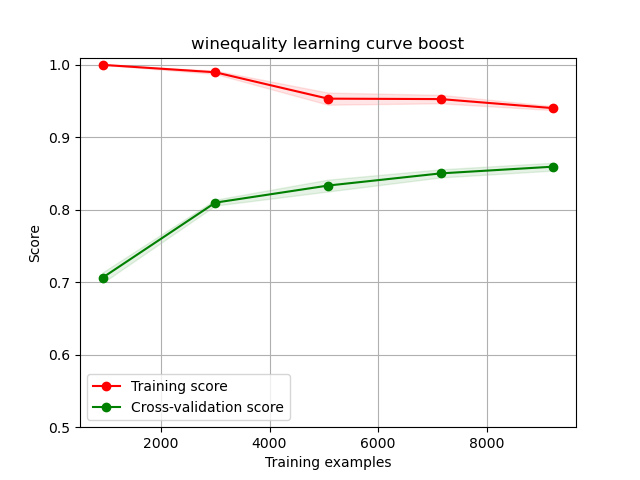 winequality learning curve boost
1.0
0.9
0.8
0.7
0.6
0.5
Score
Training score
Cross-validation score
2000 4000 6000 8000
Training examples